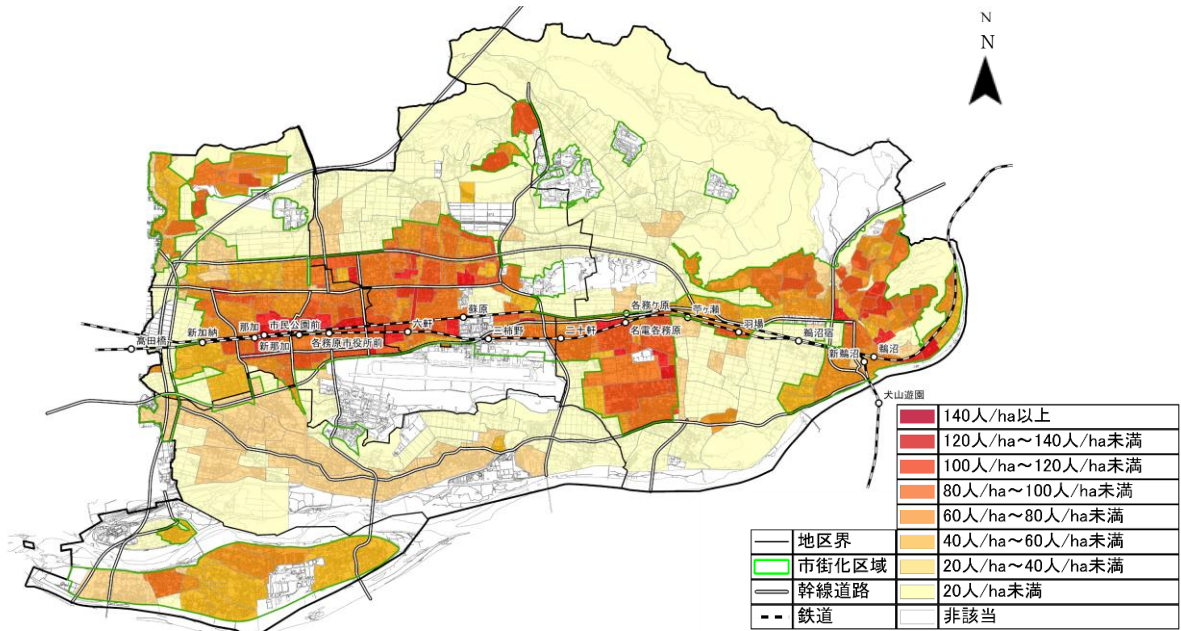 N
N
各務ヶ原
蘇原
苧ヶ瀬
那加
市民公園前
六軒
三柿野
二十軒
名電各務原
羽場
鵜沼宿
新加納
高田橋
新那加
各務原市役所前
新鵜沼
鵜沼
犬山遊園
140人/ha以上
120人/ha~140人/ha未満
100人/ha~120人/ha未満
80人/ha~100人/ha未満
60人/ha~80人/ha未満
地区界
40人/ha~60人/ha未満
市街化区域
20人/ha~40人/ha未満
幹線道路
20人/ha未満
鉄道
非該当